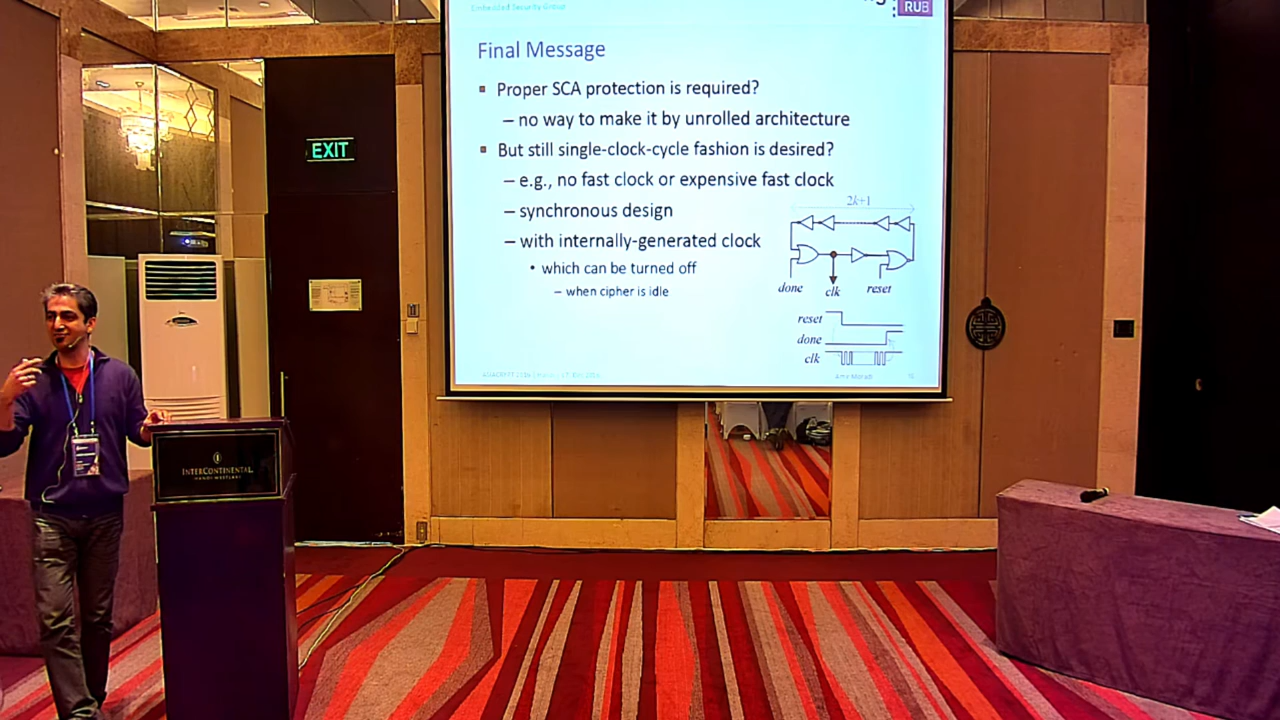 Embedded Security Group
RUB
Final Message
Proper SCA protection is required?
– no way to make it by unrolled architecture
But still single-clock-cycle fashion is desired?
– e.g., no fast clock or expensive fast clock
– synchronous design
– with internally-generated clock
• which can be turned off
– when cipher is idle
2k+1
done
clk
reset
reset
done
clk
Amir Moradi
EXIT
INTERCONTINENTAL
HANOI WESTLAKE